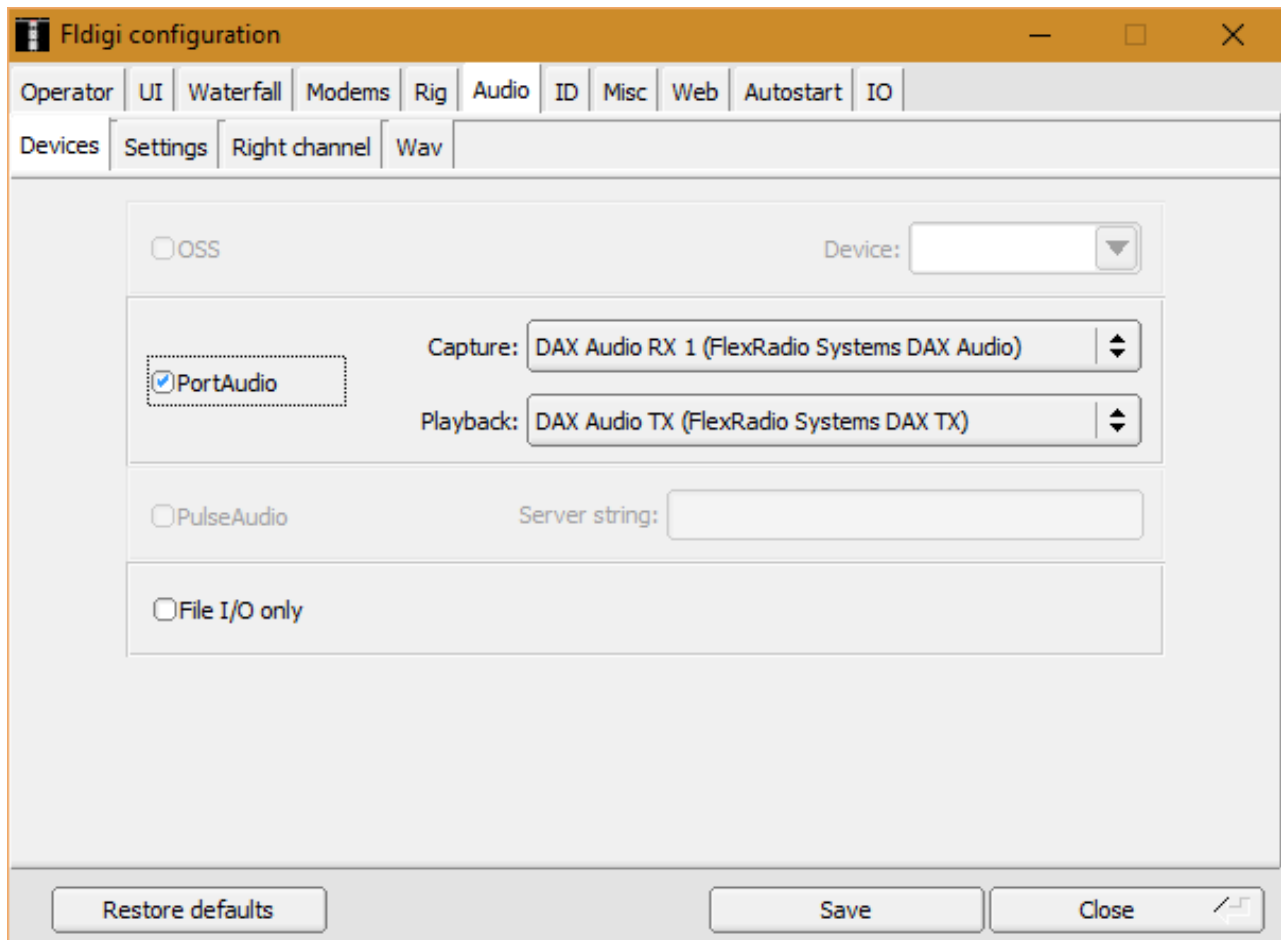 Fldigi configuration
Operator UI Waterfall Modems Rig Audio ID Misc Web Autostart IO
Devices Settings Right channel Wav
OSS Device:
Capture: DAX Audio RX 1 (FlexRadio Systems DAX Audio)
PortAudio
Playback: DAX Audio TX (FlexRadio Systems DAX TX)
PulseAudio Server string:
File I/O only
Restore defaults Save Close